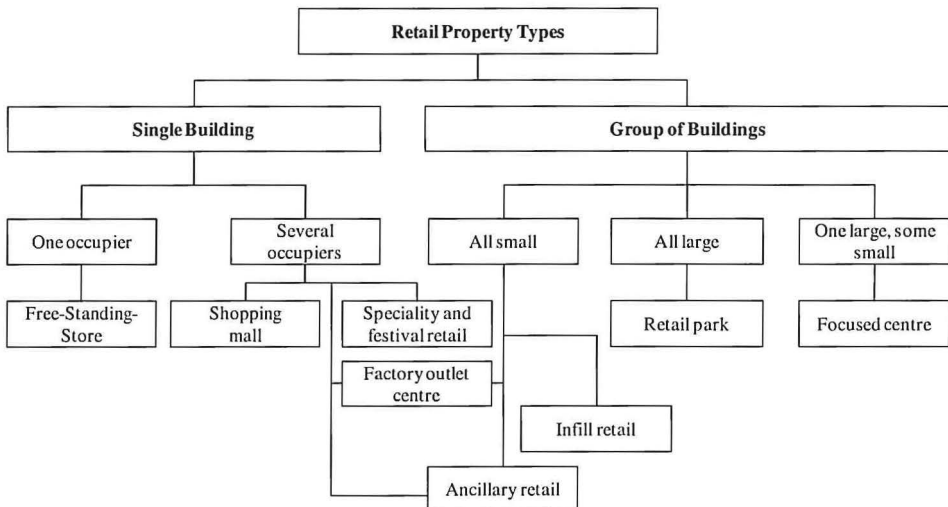 Retail Property Types
Single Building
Group of Buildings
One occupier
Several
occupiers
All small
All large
One large, some
small
Free-Standing-
Store
Shopping
mall
Speciality and
festival retail
Retail park
Focused centre
Factory outlet
centre
Infill retail
Ancillary retail